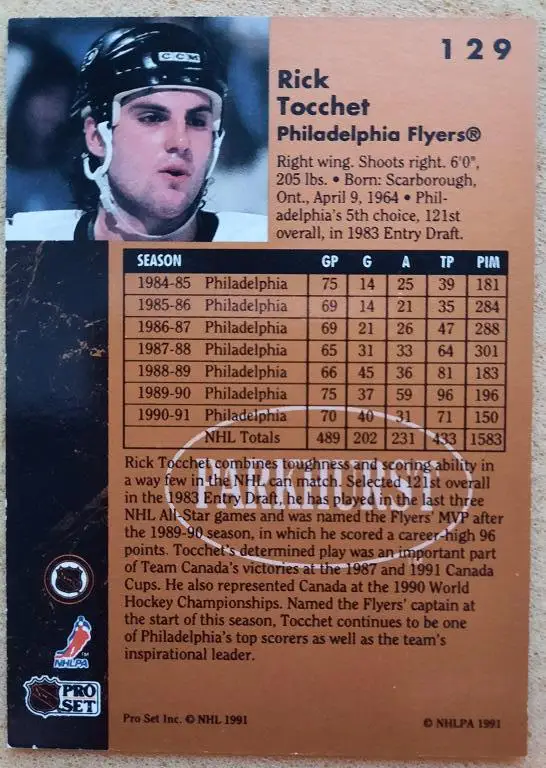 129
CCM
Rick
Tocchet
Philadelphia Flyers®
Right wing. Shoots right. 6'0",
205 lbs. • Born: Scarborough,
Ont., April 9, 1964 • Phil-
adelphia's 5th choice, 121st
overall, in 1983 Entry Draft.
SEASON GP G A TP PIM
1984-85 Philadelphia 75 14 25 39 181
1985-86 Philadelphia 69 14 21 35 284
1986-87 Philadelphia 69 21 26 47 288
1987-88 Philadelphia 65 31 33 64 301
1988-89 Philadelphia 66 45 36 81 183
1989-90 Philadelphia 75 37 59 96 196
1990-91 Philadelphia 70 40 31 71 150
NHL Totals 489 202 231 433 1583
PARKHURST
Rick Tocchet combines toughness and scoring ability in
a way few in the NHL can match. Selected 121st overall
in the 1983 Entry Draft, he has played in the last three
NHL All-Star games and was named the Flyers' MVP after
the 1989-90 season, in which he scored a career-high 96
points. Tocchet's determined play was an important part
of Team Canada's victories at the 1987 and 1991 Canada
Cups. He also represented Canada at the 1990 World
Hockey Championships. Named the Flyers' captain at
the start of this season, Tocchet continues to be one
of Philadelphia's top scorers as well as the team's
inspirational leader.
NHLPA
NHL PRO
SET
Pro Set Inc. © NHL 1991
© NHLPA 1991